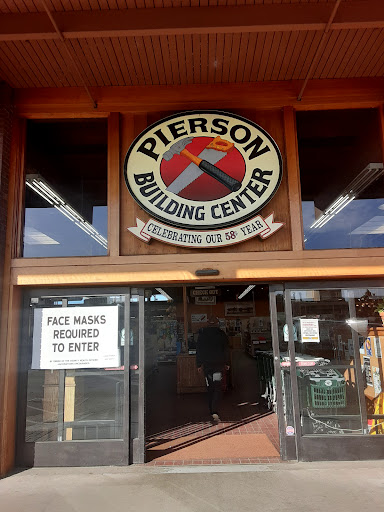 PIERSON
BUILDING CENTER
CELEBRATING OUR 58th YEAR
FACE MASKS
REQUIRED
TO ENTER